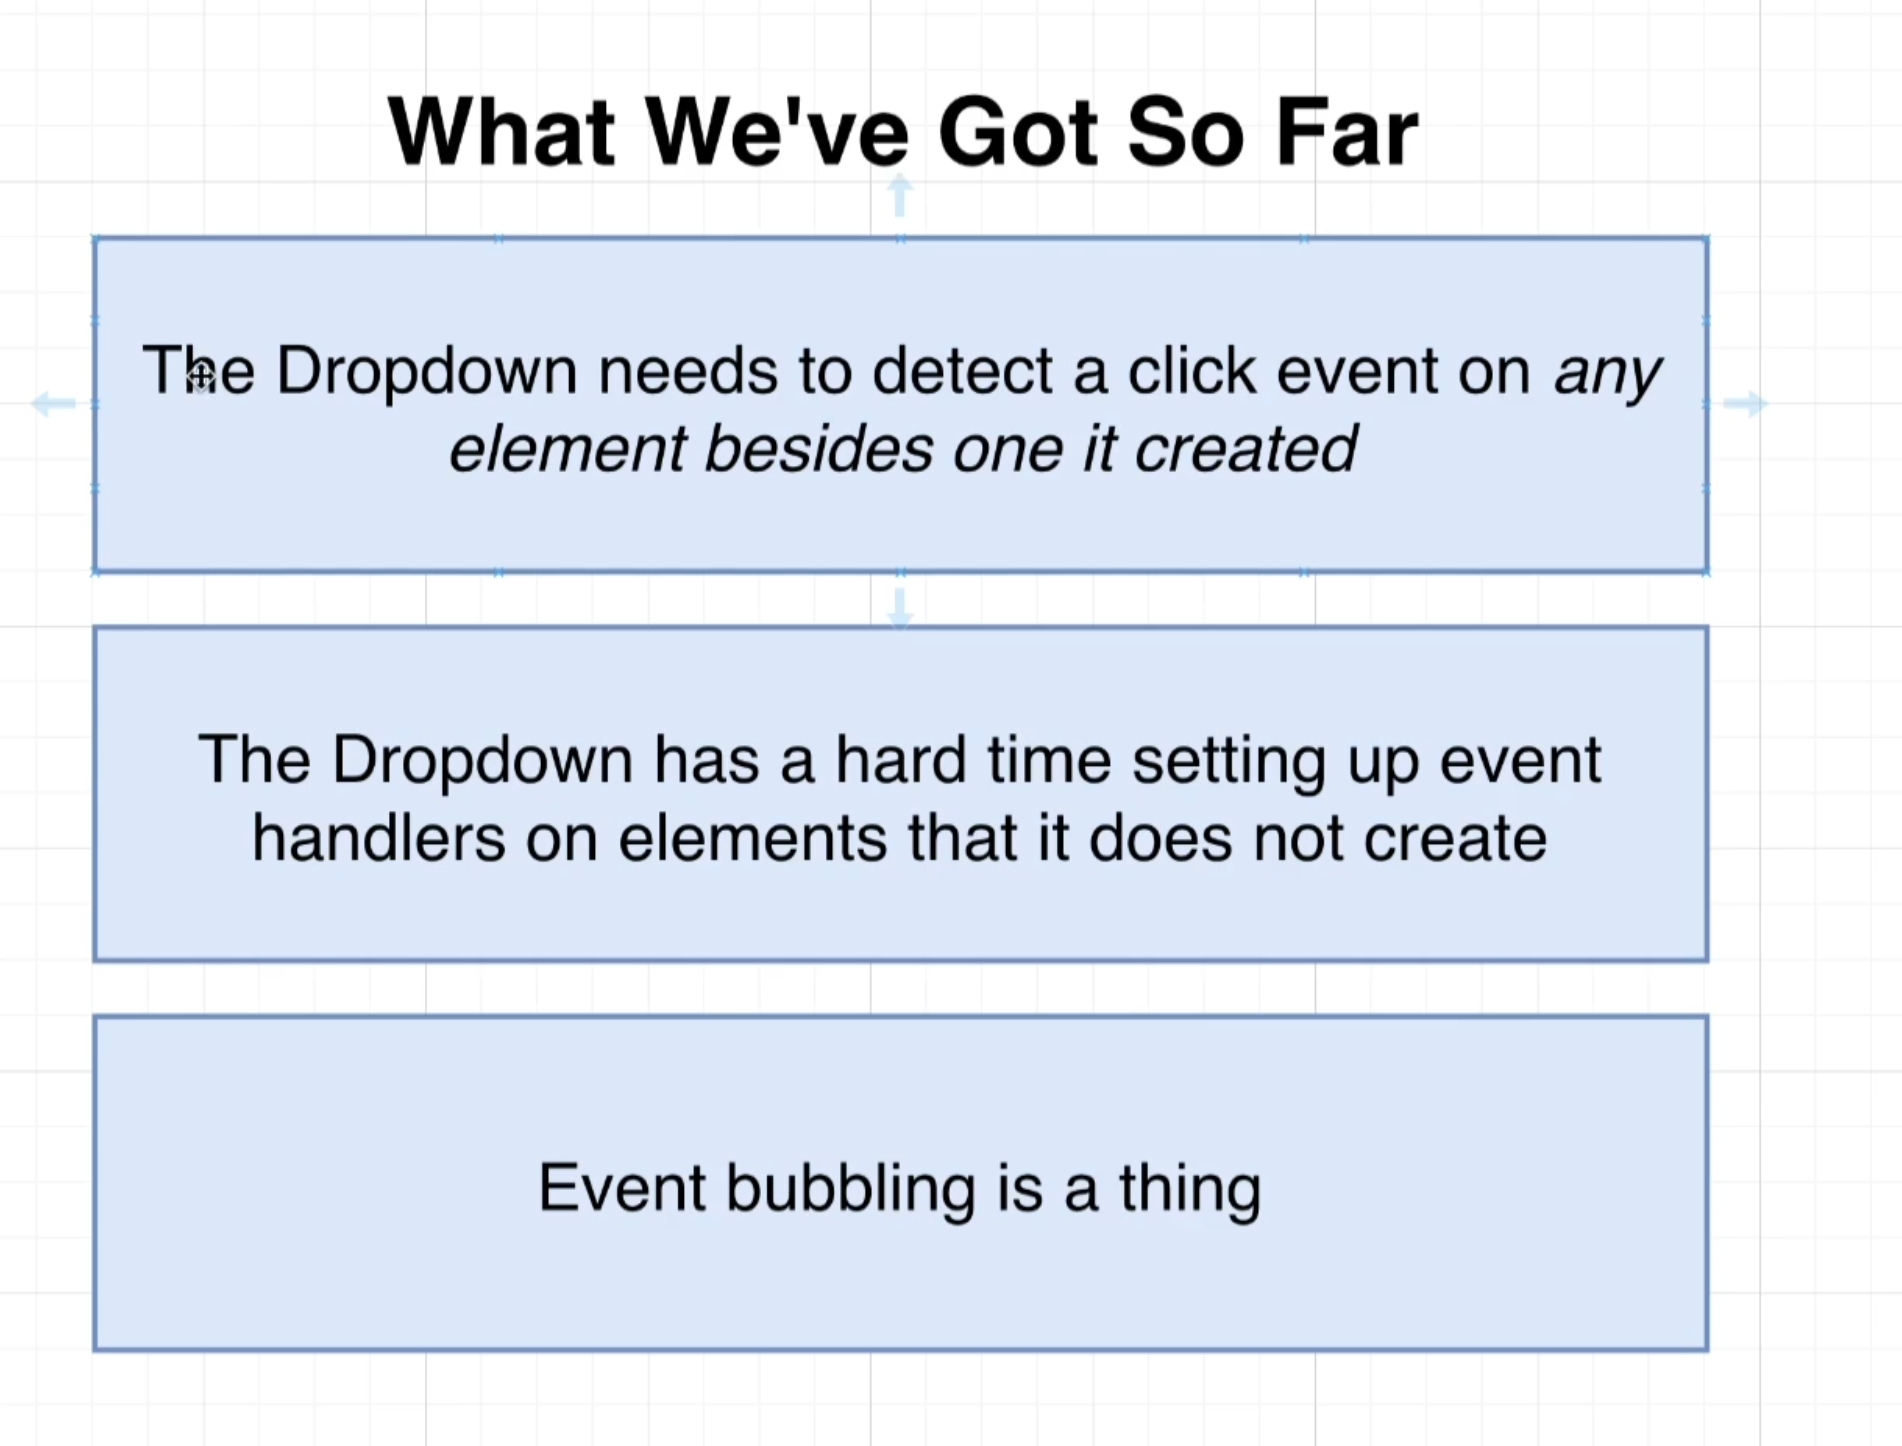 What We've Got So Far
The Dropdown needs to detect a click event on any
element besides one it created
The Dropdown has a hard time setting up event
handlers on elements that it does not create
Event bubbling is a thing